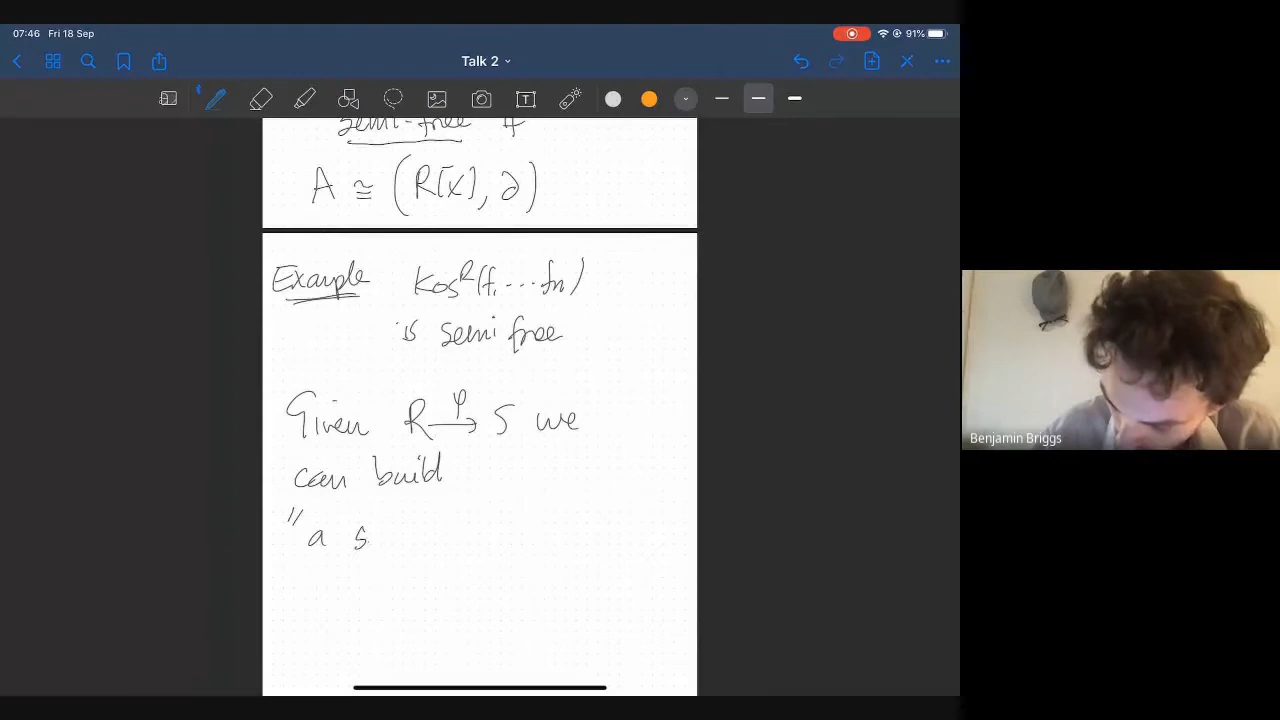 07:46 Fri 18 Sep
91%
Talk 2
semi-free if
A ≅ (R[X], ∂)
Example Kos^R(f, ... fn)
is semi free
Given R →^φ S we
can build
"a s
Benjamin Briggs